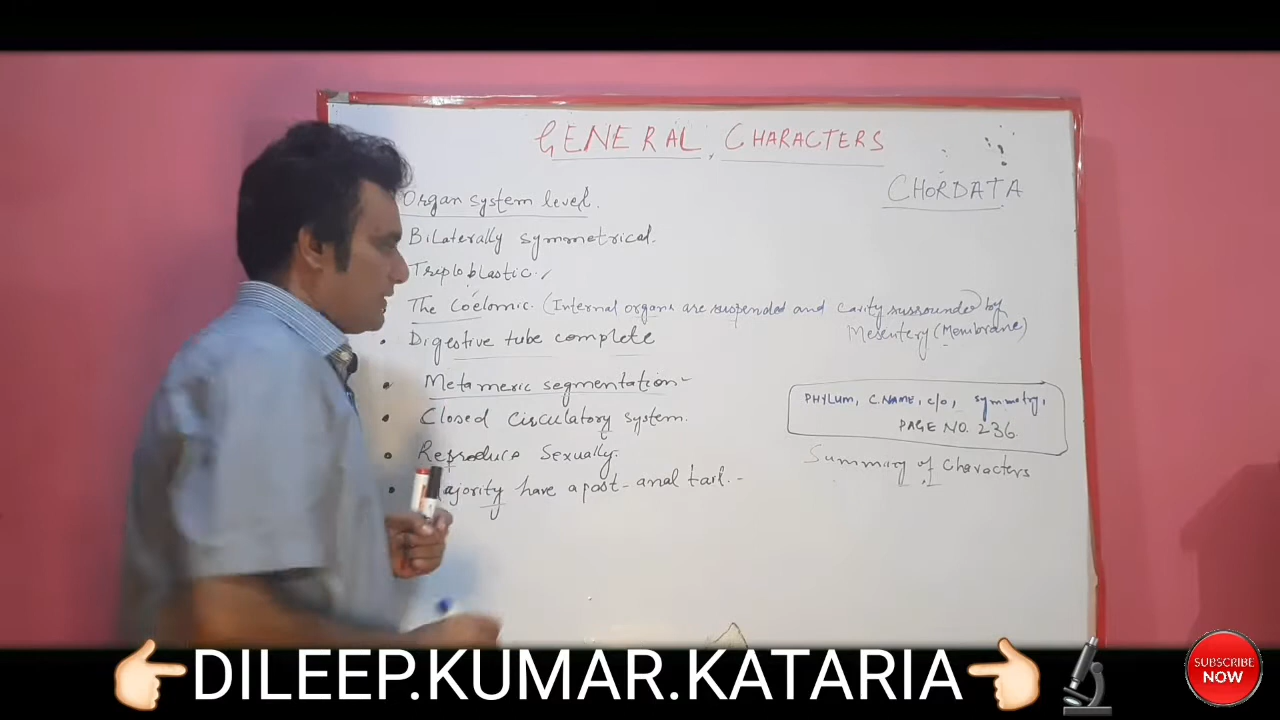 GENERAL CHARACTERS
CHORDATA
Organ system level.
Bilaterally symmetrical.
Triploblastic.
The Coelomic. (Internal organs are suspended and cavity surrounded by
Mesentery (Membrane)
Digestive tube complete
Metameric segmentation
Closed circulatory system.
Reproduce Sexually.
ajority have a post-anal tail.
PHYLUM, C.NAME, c/o, symmetry,
PAGE NO. 236.
Summary of Characters
DILEEP.KUMAR.KATARIA
SUBSCRIBE
NOW